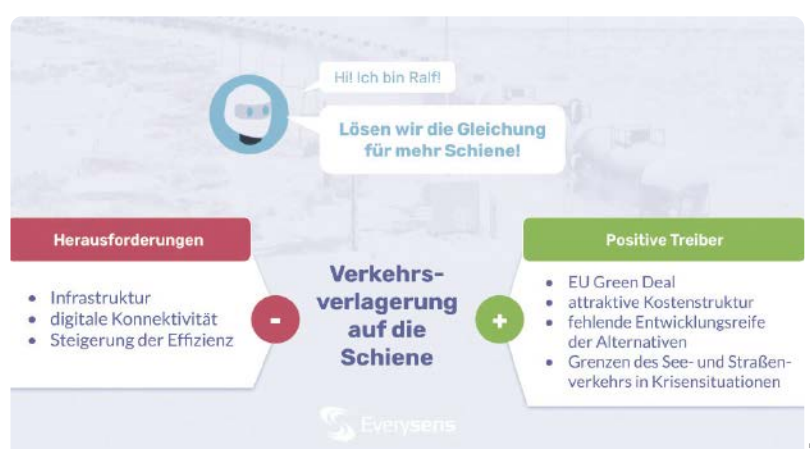 Hi! Ich bin Ralf!
Lösen wir die Gleichung
für mehr Schiene!
Herausforderungen
• Infrastruktur
• digitale Konnektivität
• Steigerung der Effizienz
-
Verkehrs-
verlagerung
auf die
Schiene
+
Positive Treiber
• EU Green Deal
• attraktive Kostenstruktur
• fehlende Entwicklungsreife
der Alternativen
• Grenzen des See- und Straßen-
verkehrs in Krisensituationen
Everysens